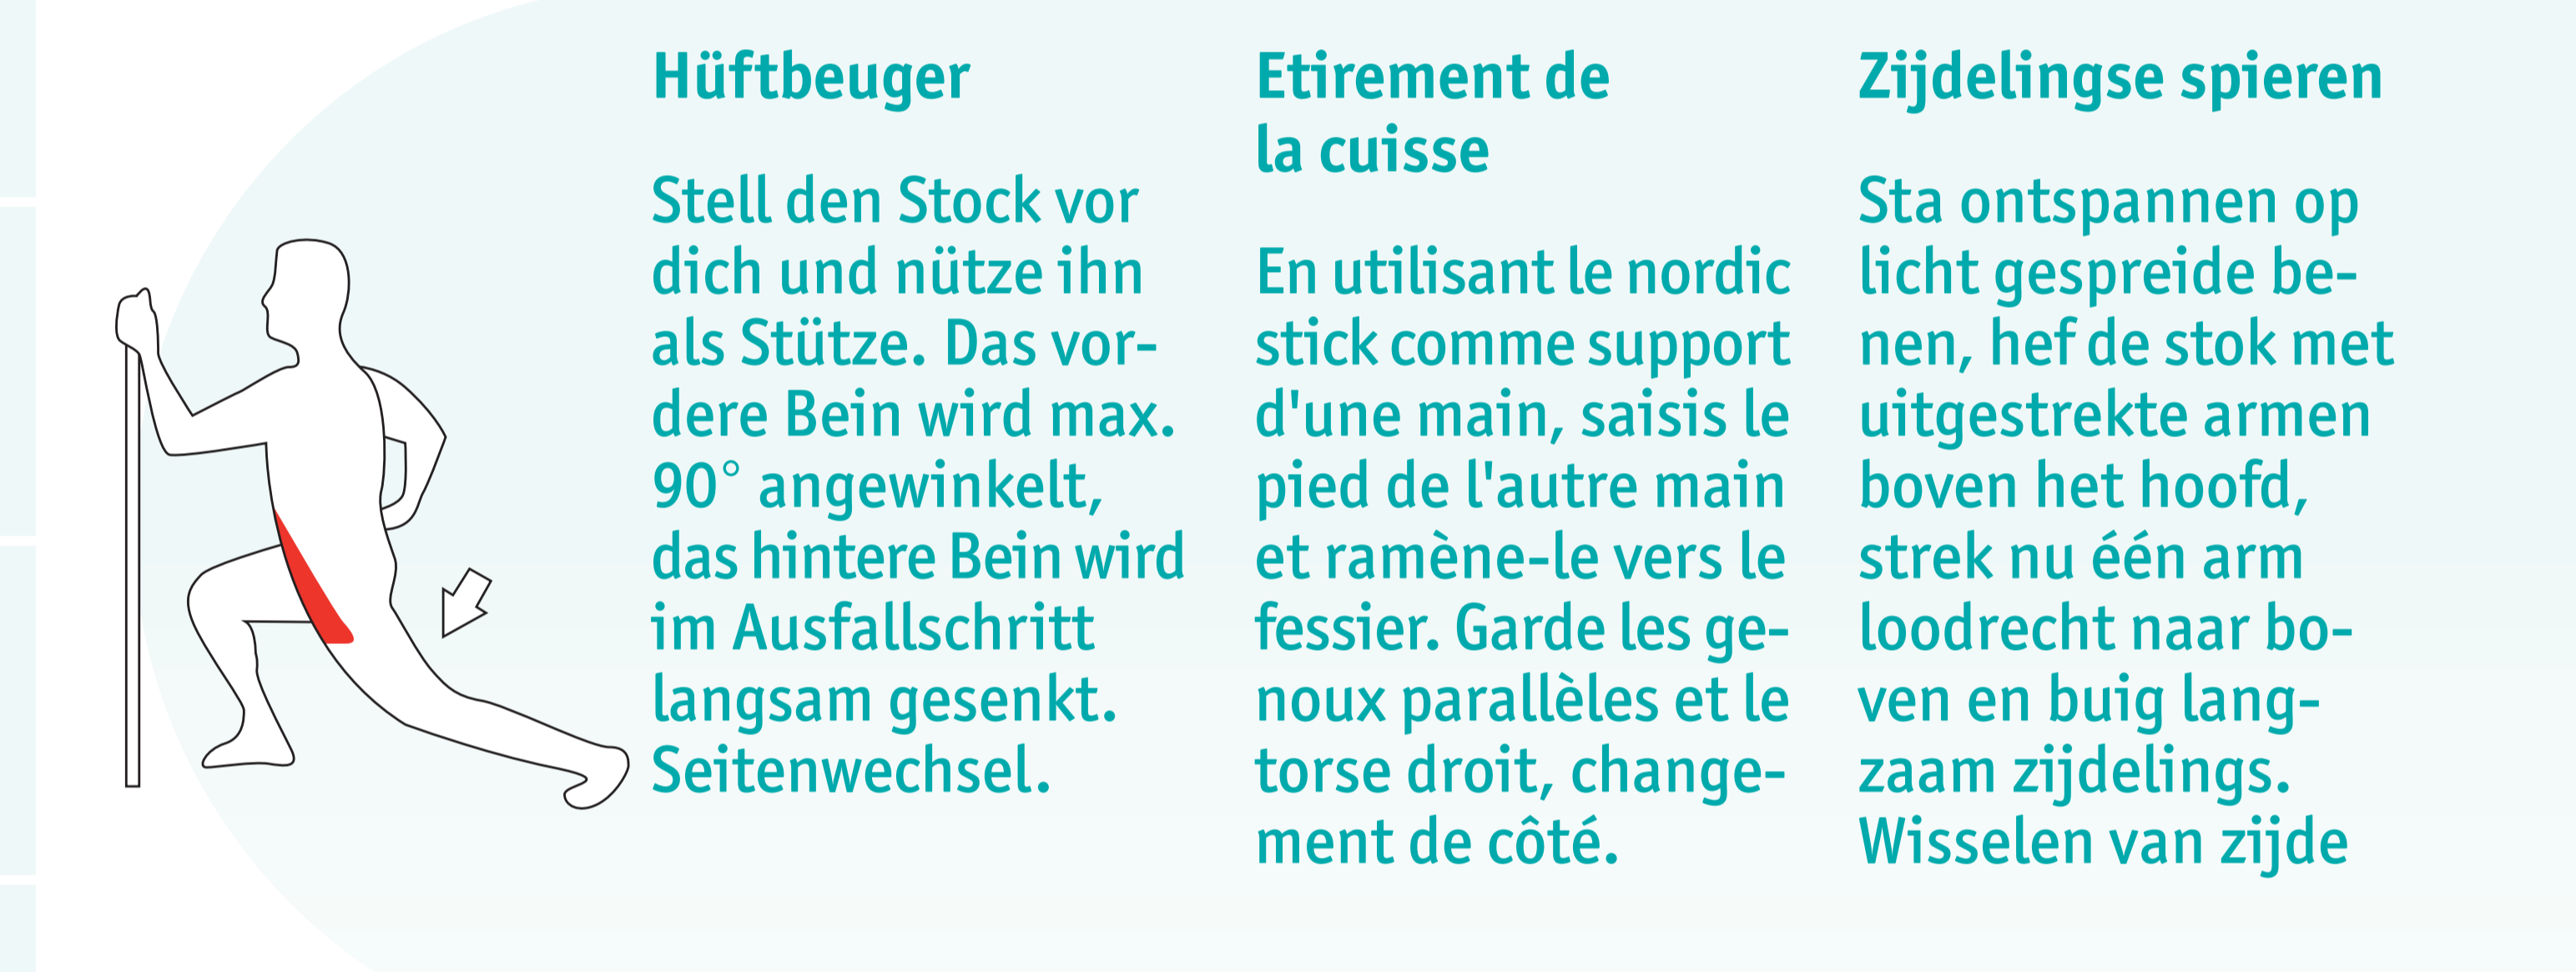 Hüftbeuger
Stell den Stock vor
dich und nütze ihn
als Stütze. Das vor-
dere Bein wird max.
90° angewinkelt,
das hintere Bein wird
im Ausfallschritt
langsam gesenkt.
Seitenwechsel.
Etirement de
la cuisse
En utilisant le nordic
stick comme support
d'une main, saisis le
pied de l'autre main
et ramène-le vers le
fessier. Garde les ge-
noux parallèles et le
torse droit, change-
ment de côté.
Zijdelingse spieren
Sta ontspannen op
licht gespreide be-
nen, hef de stok met
uitgestrekte armen
boven het hoofd,
strek nu één arm
loodrecht naar bo-
ven en buig lang-
zaam zijdelings.
Wisselen van zijde